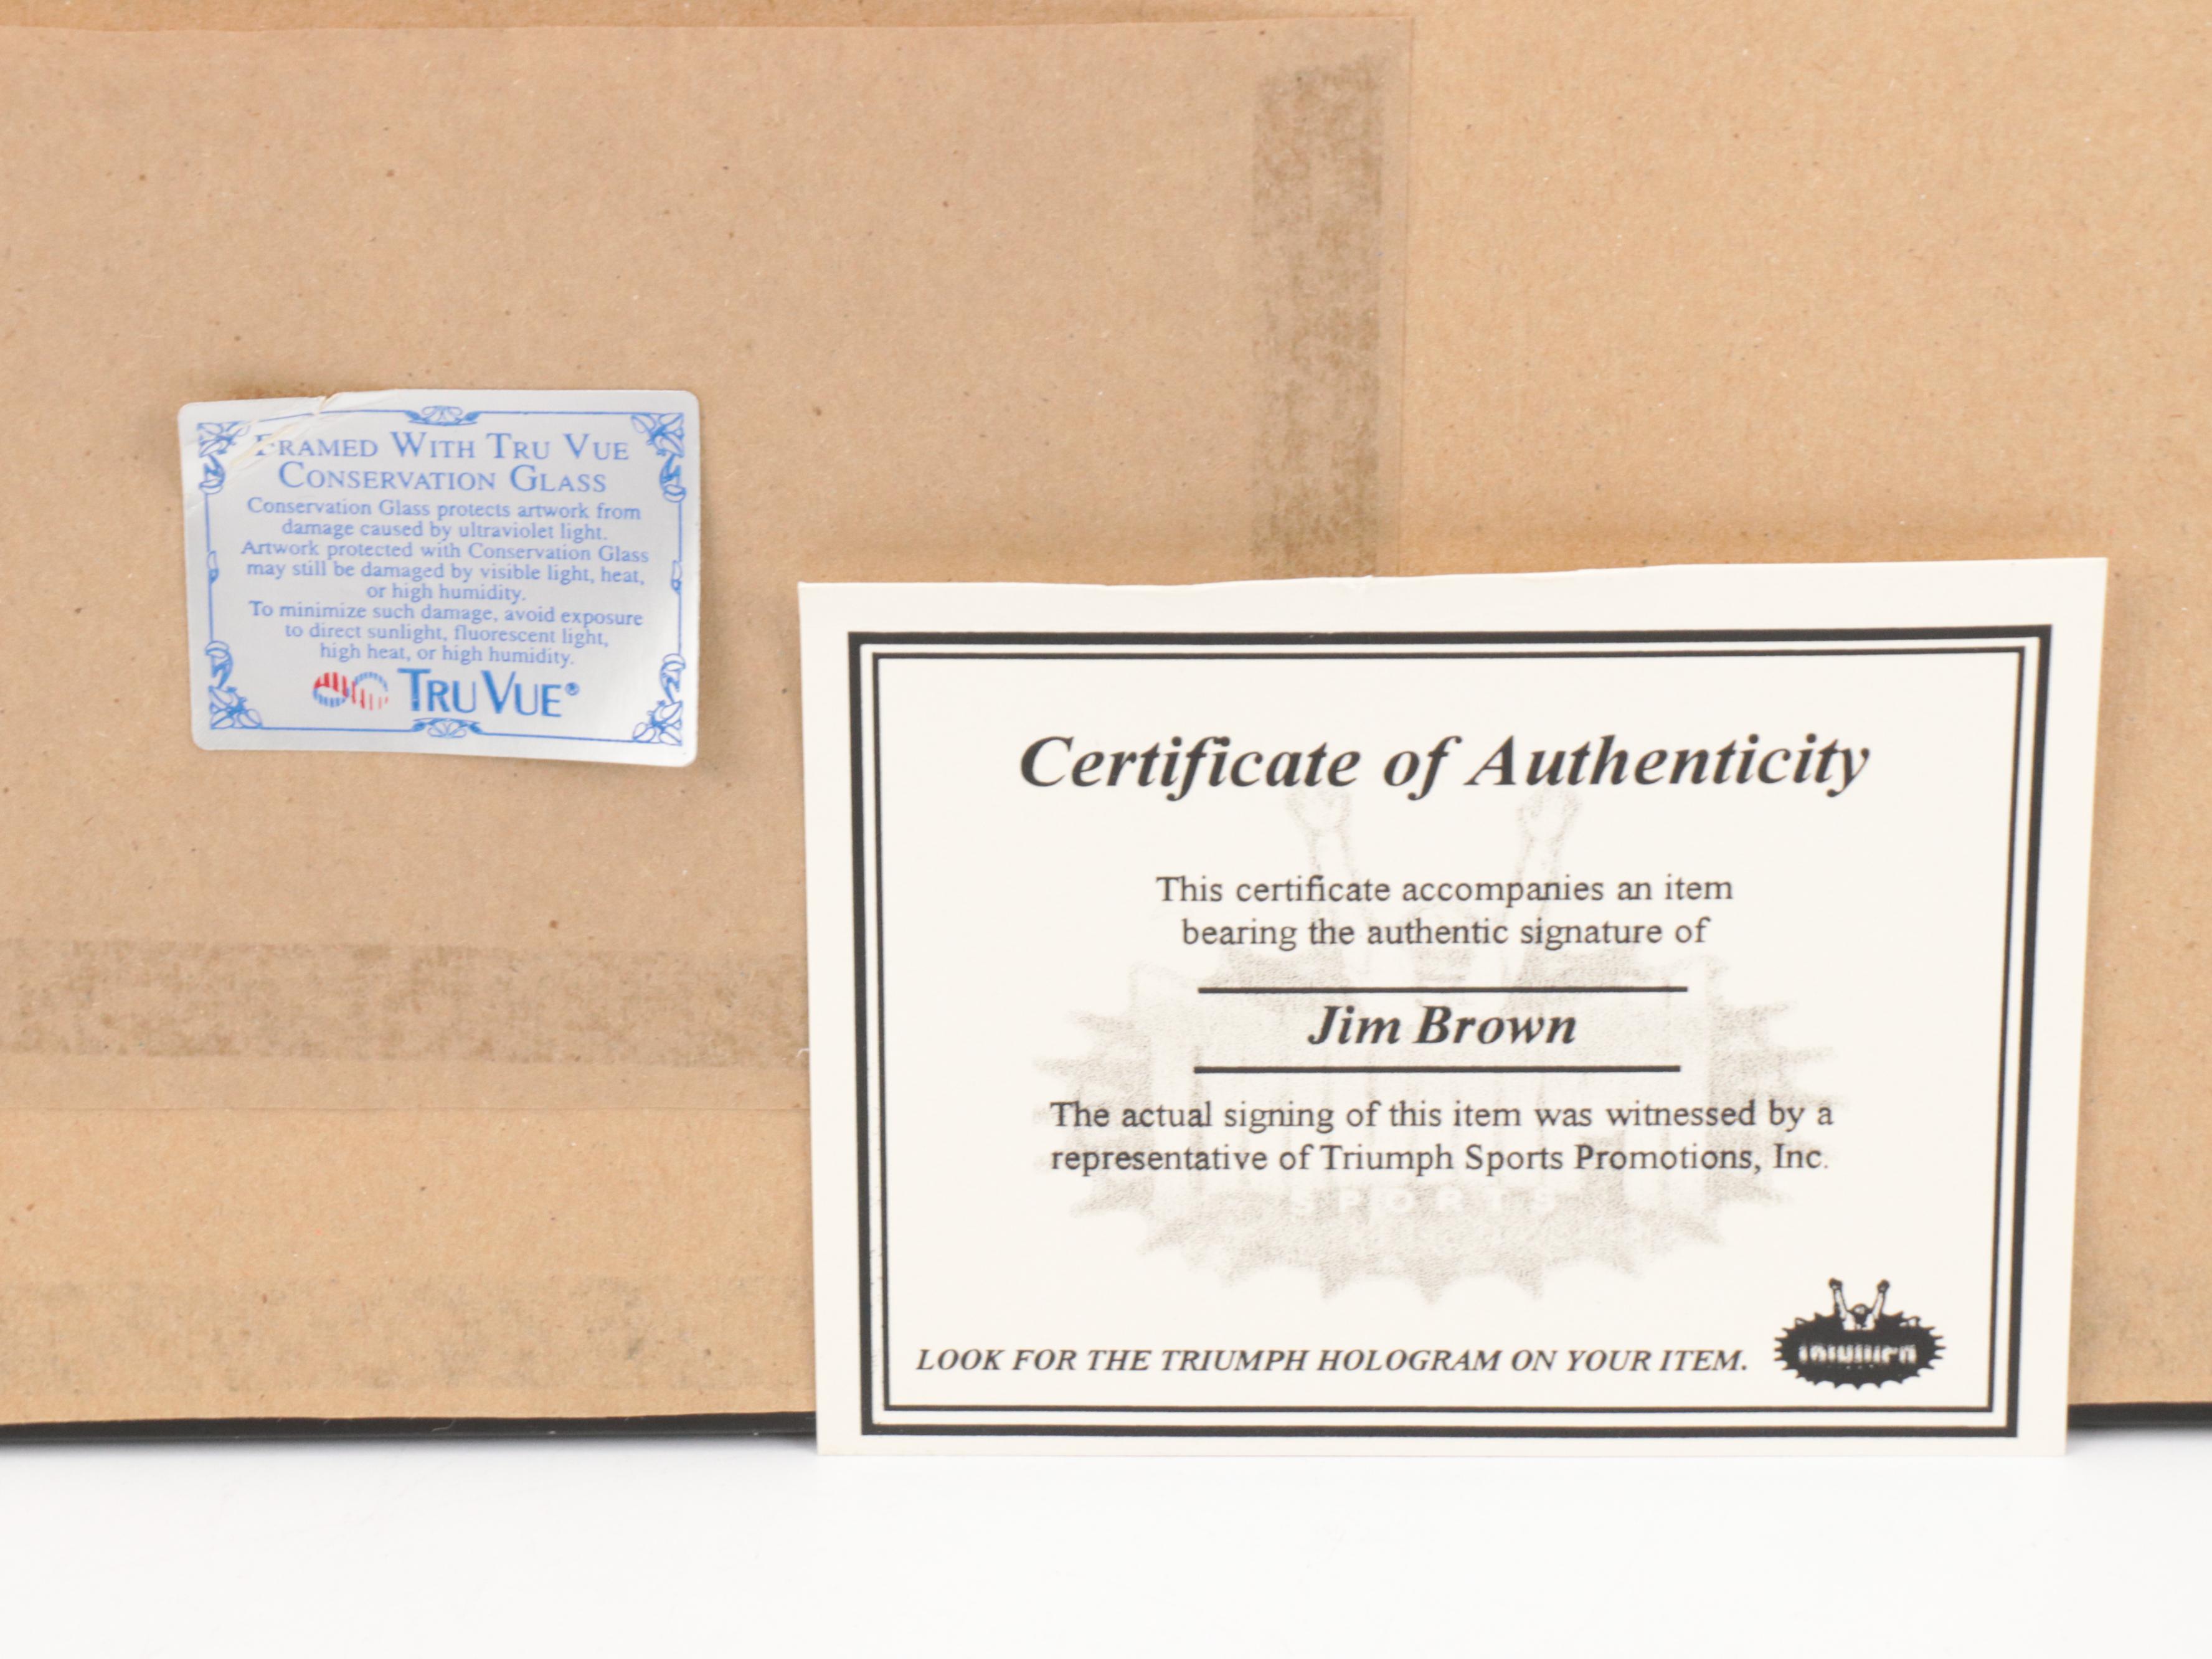 FRAMED WITH TRU VUE
CONSERVATION GLASS
Conservation Glass protects artwork from
damage caused by ultraviolet light.
Artwork protected with Conservation Glass
may still be damaged by visible light, heat,
or high humidity.
To minimize such damage, avoid exposure
to direct sunlight, fluorescent light,
high heat, or high humidity.
TRU VUE®
Certificate of Authenticity
This certificate accompanies an item
bearing the authentic signature of
Jim Brown
The actual signing of this item was witnessed by a
representative of Triumph Sports Promotions, Inc.
SPORTS
LOOK FOR THE TRIUMPH HOLOGRAM ON YOUR ITEM.
TRIUMPH